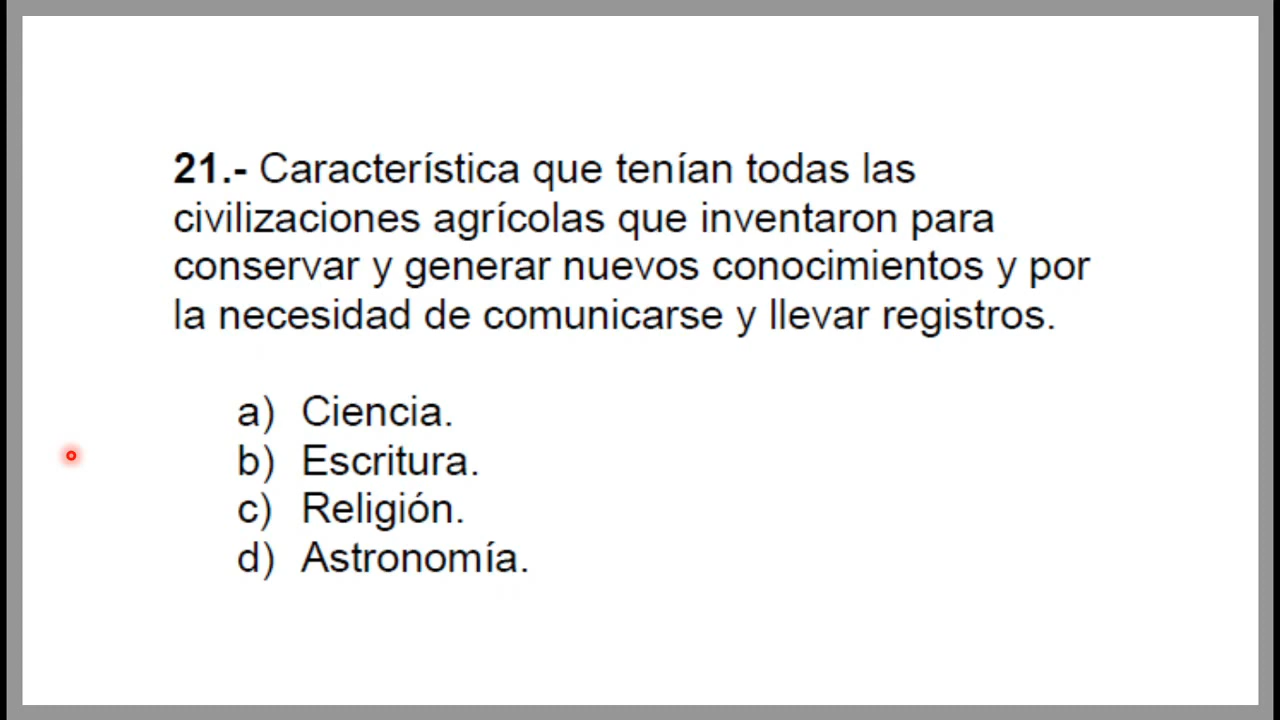 21.- Característica que tenían todas las
civilizaciones agrícolas que inventaron para
conservar y generar nuevos conocimientos y por
la necesidad de comunicarse y llevar registros.
a) Ciencia.
b) Escritura.
c) Religión.
d) Astronomía.